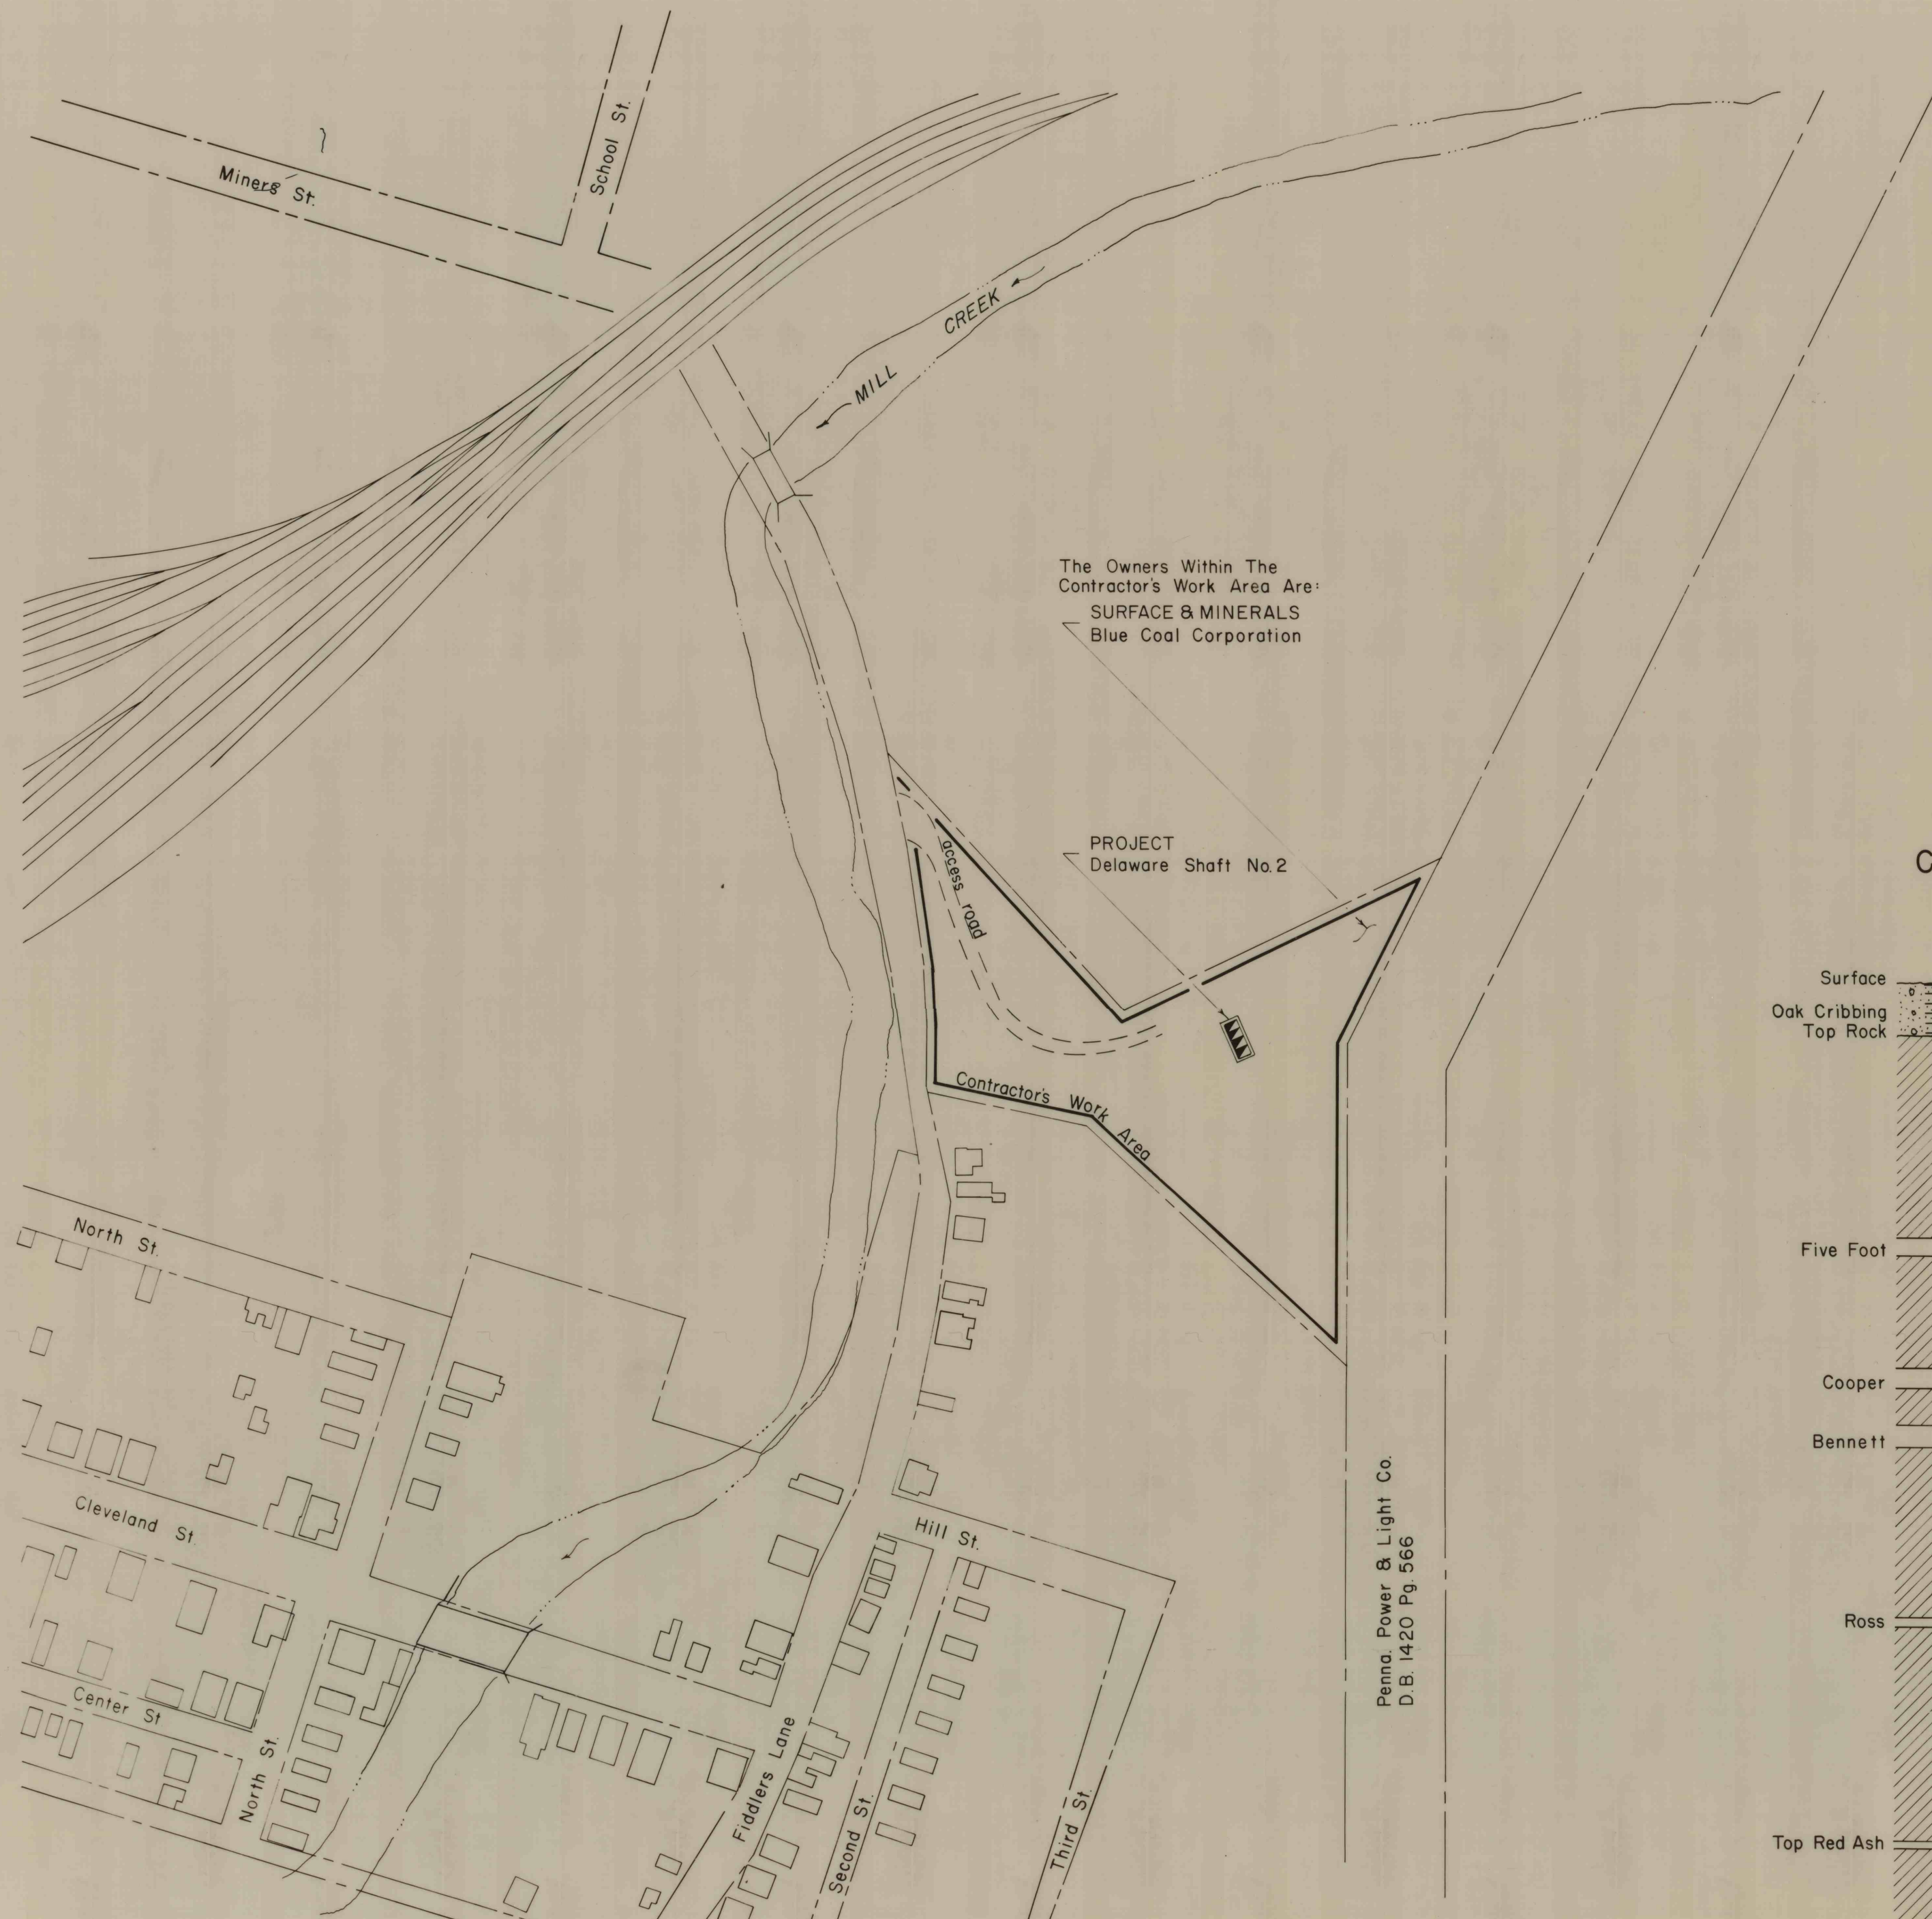 School St.
Miners' St.
CREEK
MILL
The Owners Within The
Contractor's Work Area Are:
SURFACE & MINERALS
Blue Coal Corporation
PROJECT
Delaware Shaft No. 2
access road
C
Surface
Oak Cribbing
Top Rock
Contractor's Work Area
North St.
Five Foot
Cooper
Bennett
Cleveland St.
Hill St.
Penna. Power & Light Co.
D.B. 1420 Pg. 566
Ross
Center St
North St.
Fiddlers Lane
Second St.
Third St.
Top Red Ash